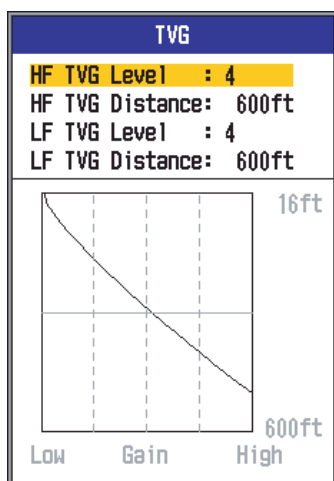 TVG
HF TVG Level : 4
HF TVG Distance: 600ft
LF TVG Level : 4
LF TVG Distance: 600ft
16ft
600ft
Low Gain High